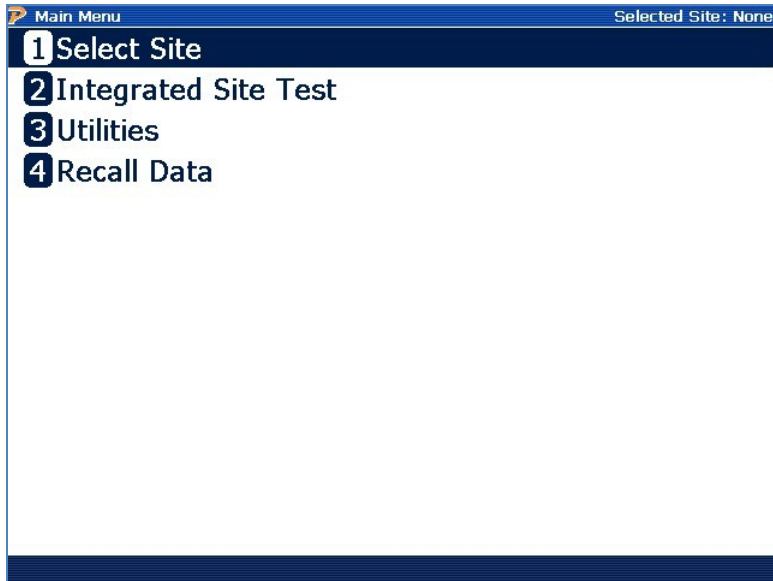 Main Menu Selected Site: None
1 Select Site
2 Integrated Site Test
3 Utilities
4 Recall Data